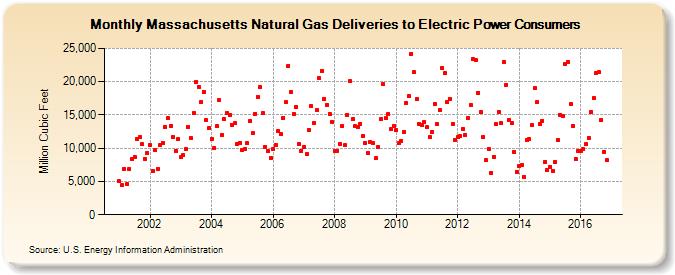 Monthly Massachusetts Natural Gas Deliveries to Electric Power Consumers
Million Cubic Feet
25,000
20,000
15,000
10,000
5,000
0
2002 2004 2006 2008 2010 2012 2014 2016
Source: U.S. Energy Information Administration